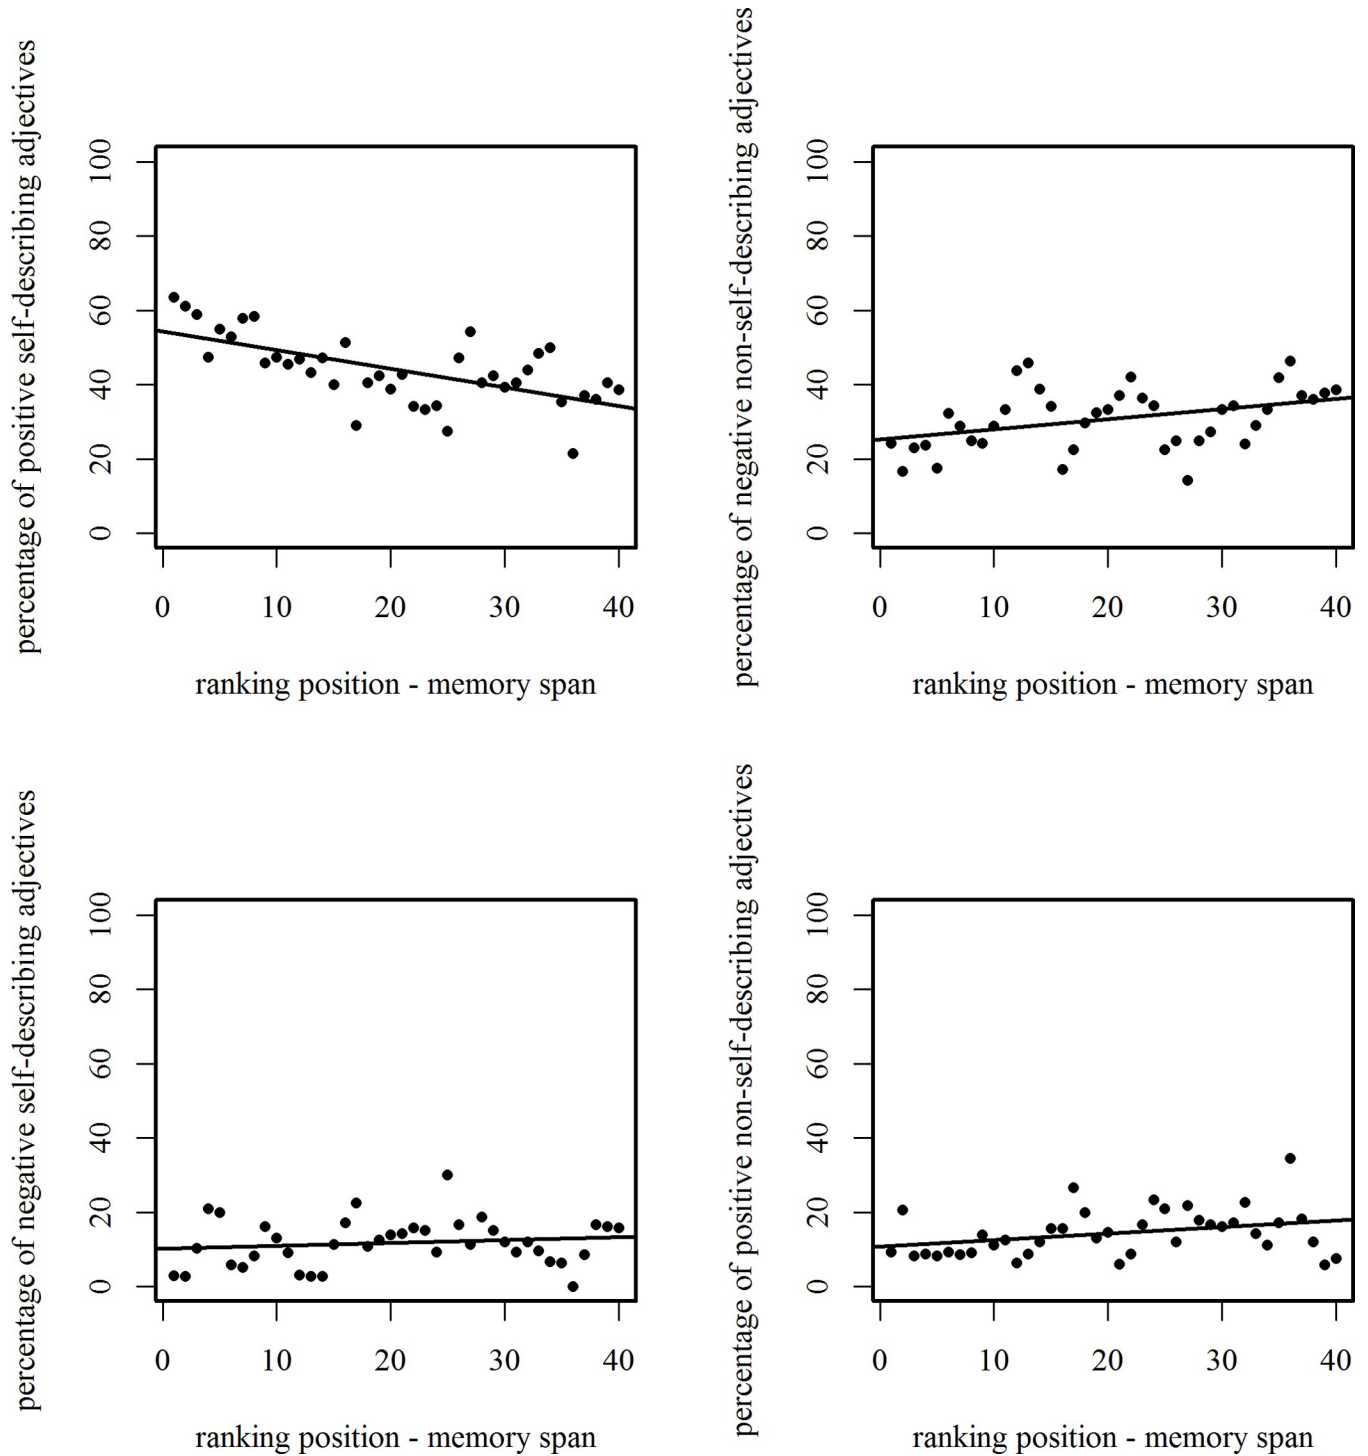 percentage of positive self-describing adjectives
100
80
60
40
20
0
0 10 20 30 40
ranking position - memory span
percentage of negative non-self-describing adjectives
100
80
60
40
20
0
0 10 20 30 40
ranking position - memory span
percentage of negative self-describing adjectives
100
80
60
40
20
0
0 10 20 30 40
ranking position - memory span
percentage of positive non-self-describing adjectives
100
80
60
40
20
0
0 10 20 30 40
ranking position - memory span